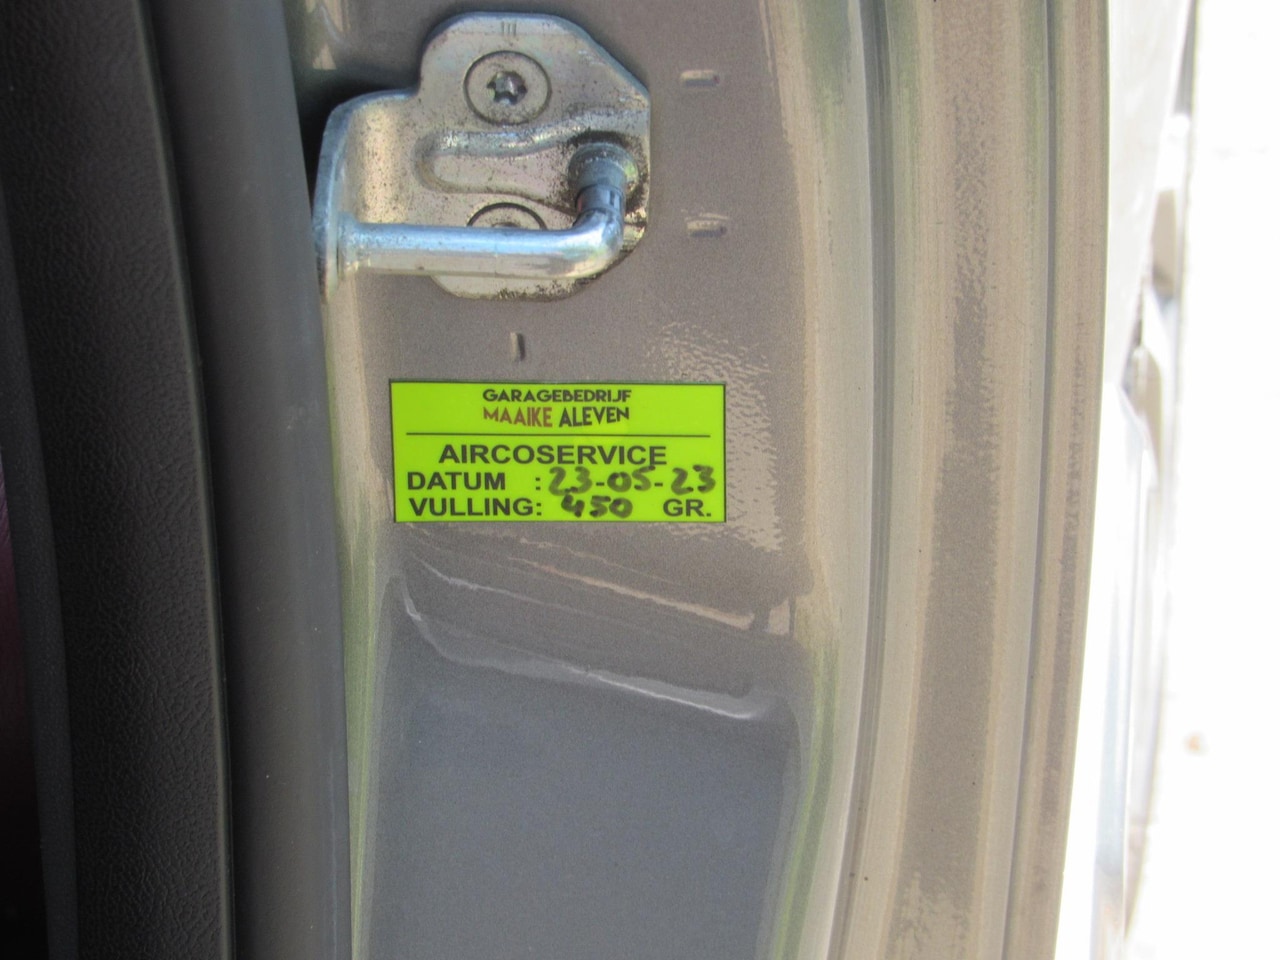 GARAGEBEDRIJF
MAAIKE ALEVEN
AIRCOSERVICE
DATUM : 23-05-23
VULLING: 450 GR.